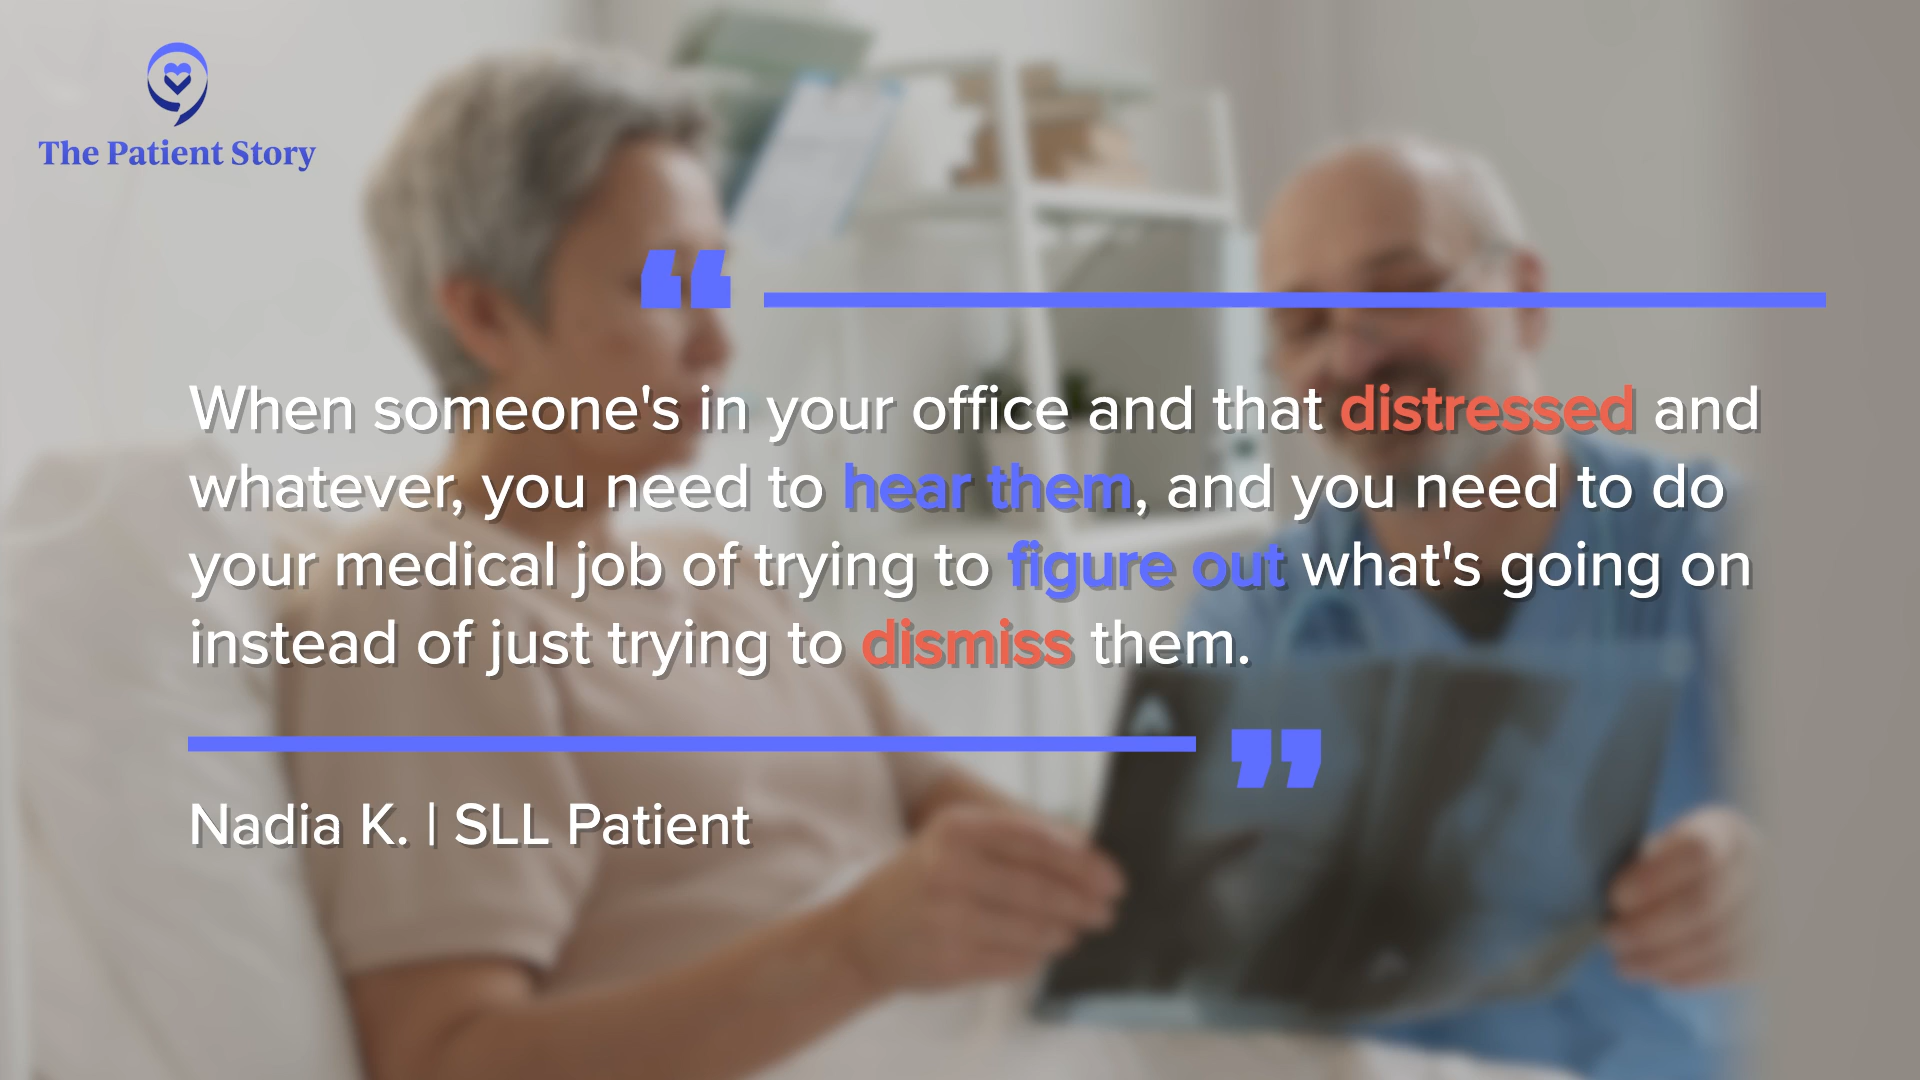 The Patient Story
“
When someone's in your office and that distressed and
whatever, you need to hear them, and you need to do
your medical job of trying to figure out what's going on
instead of just trying to dismiss them.
”
Nadia K. | SLL Patient